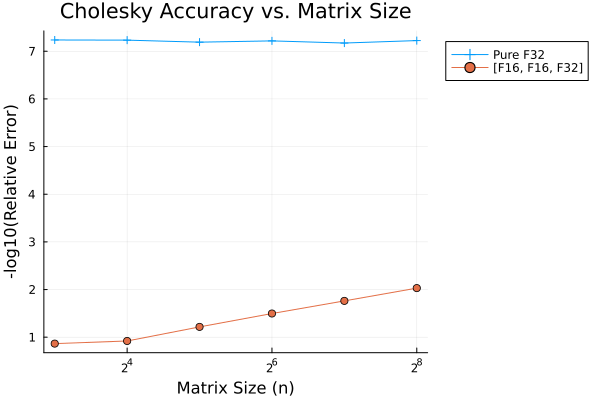 Cholesky Accuracy vs. Matrix Size
-log10(Relative Error)
7
6
5
4
3
2
1
2^4
2^6
2^8
Matrix Size (n)
Pure F32
[F16, F16, F32]